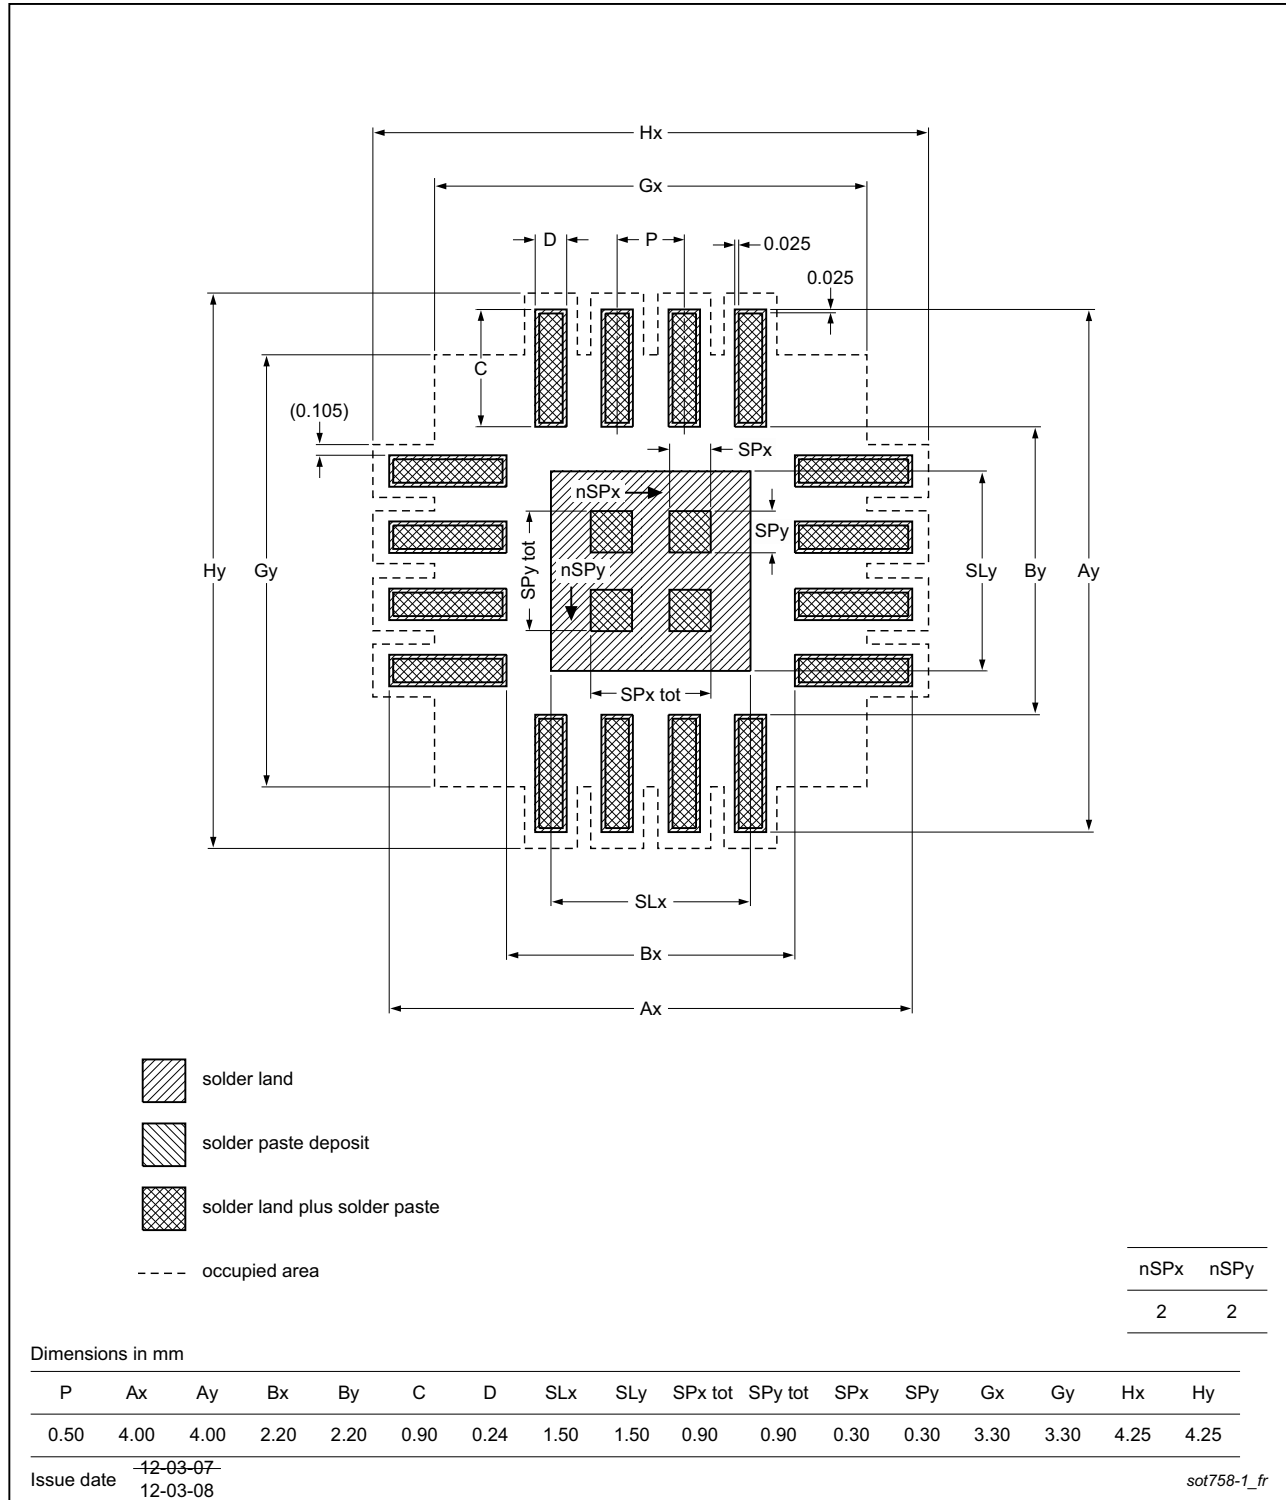 Hx
Gx
D
P
0.025
0.025
C
(0.105)
SPx
nSPx
SPy
SPy tot
nSPy
Hy
Gy
SLy
By
Ay
SPx tot
SLx
Bx
Ax
solder land
solder paste deposit
solder land plus solder paste
occupied area
nSPx nSPy
2 2
Dimensions in mm
P Ax Ay Bx By C D SLx SLy SPx tot SPy tot SPx SPy Gx Gy Hx Hy
0.50 4.00 4.00 2.20 2.20 0.90 0.24 1.50 1.50 0.90 0.90 0.30 0.30 3.30 3.30 4.25 4.25
Issue date 12-03-07
12-03-08
sot758-1_fr